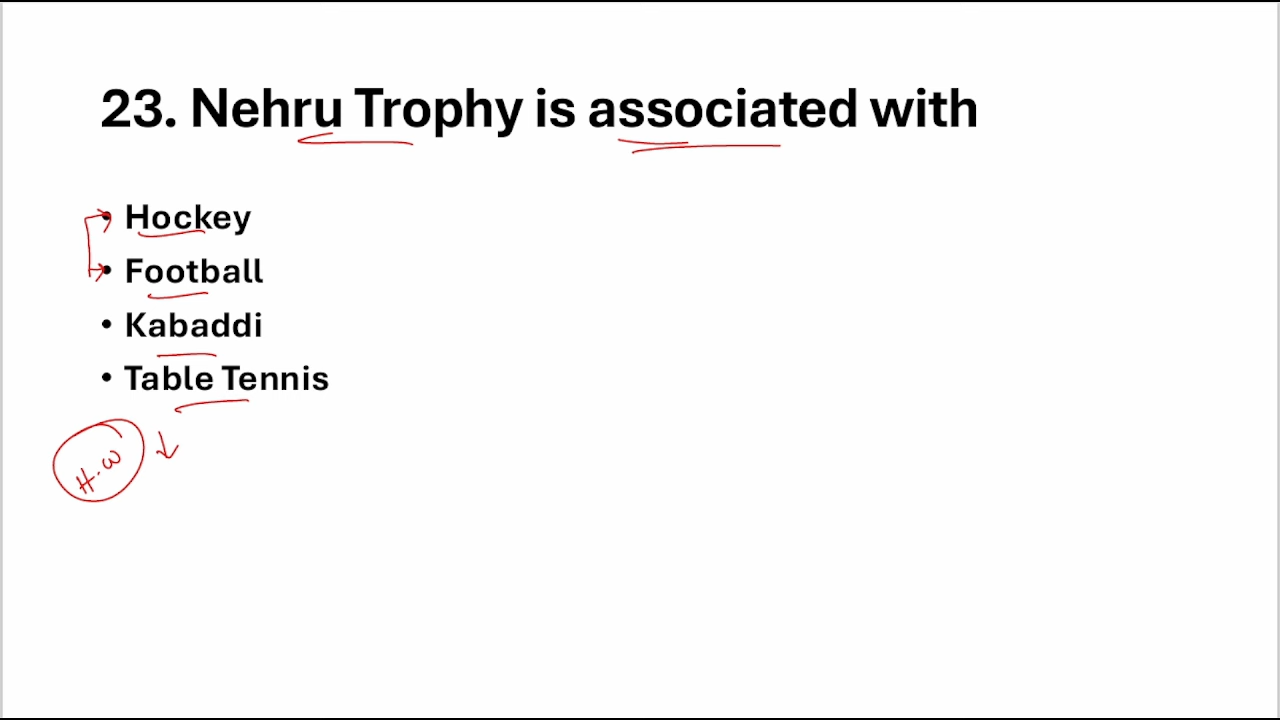 23. Nehru Trophy is associated with
• Hockey
• Football
• Kabaddi
• Table Tennis
H.W